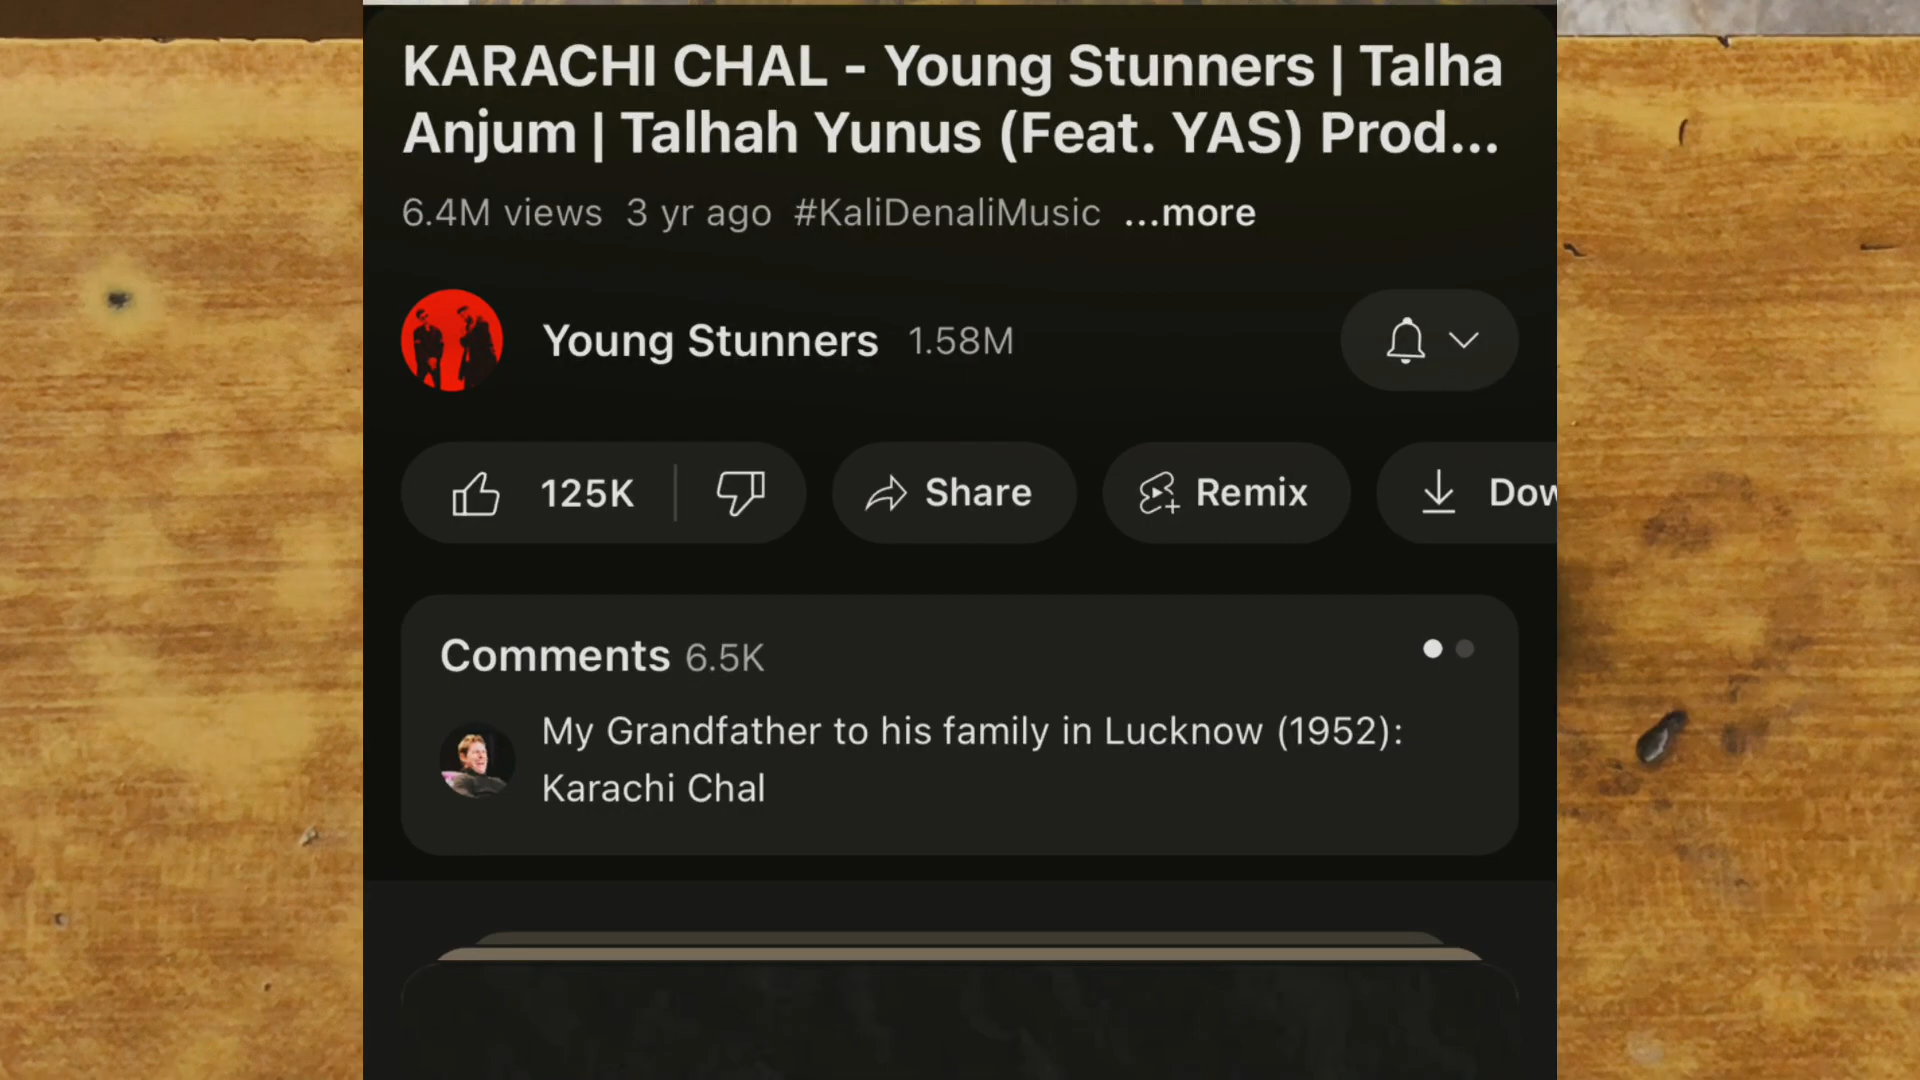 KARACHI CHAL - Young Stunners | Talha
Anjum | Talhah Yunus (Feat. YAS) Prod...
6.4M views 3 yr ago #KaliDenaliMusic ...more
Young Stunners 1.58M
125K Share Remix Dow
Comments 6.5K
My Grandfather to his family in Lucknow (1952):
Karachi Chal